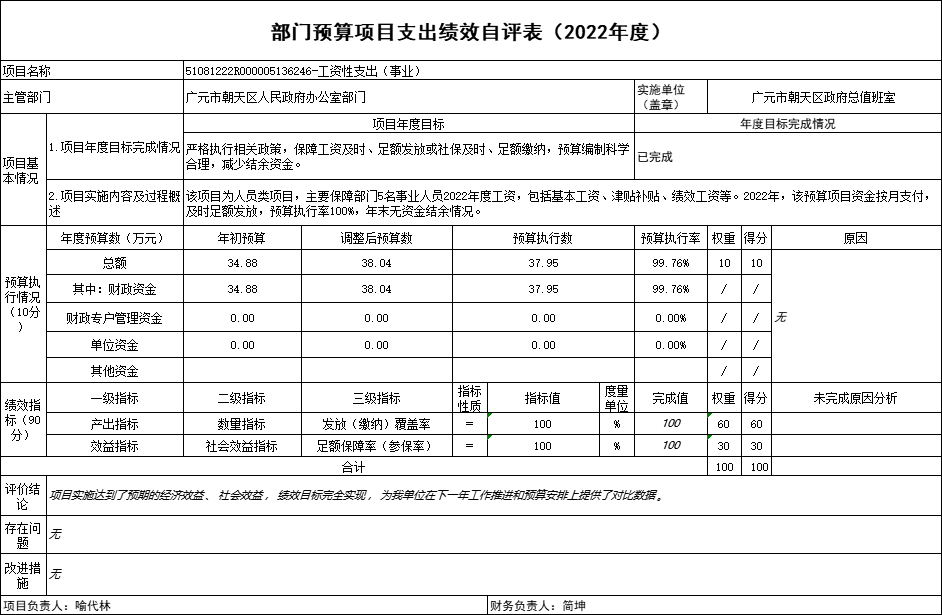 部门预算项目支出绩效自评表（2022年度）
项目名称 51081222R000005136246-工资性支出（事业）
主管部门 广元市朝天区人民政府办公室部门 实施单位（盖章） 广元市朝天区政府总值班室
项目基本情况 1.项目年度目标完成情况 项目年度目标 年度目标完成情况
严格执行相关政策，保障工资及时、足额发放或社保及时、足额缴纳，预算编制科学
合理，减少结余资金。
已完成
2.项目实施内容及过程概述
该项目为人员类项目，主要保障部门5名事业人员2022年度工资，包括基本工资、津贴补贴、绩效工资等。2022年，该预算项目资金按月支付，
及时足额发放，预算执行率100%，年末无资金结余情况。
预算执行情况（10分） 年度预算数（万元） 年初预算 调整后预算数 预算执行数 预算执行率 权重 得分 原因
总额 34.88 38.04 37.95 99.76% 10 10 无
其中：财政资金 34.88 38.04 37.95 99.76% / /
财政专户管理资金 0.00 0.00 0.00 0.00% / /
单位资金 0.00 0.00 0.00 0.00% / /
其他资金 / /
绩效指标（90分） 一级指标 二级指标 三级指标 指标性质 指标值 度量单位 完成值 权重 得分 未完成原因分析
产出指标 数量指标 发放（缴纳）覆盖率 ＝ 100 % 100 60 60
效益指标 社会效益指标 足额保障率（参保率） ＝ 100 % 100 30 30
合计 100 100
评价结论 项目实施达到了预期的经济效益、社会效益，绩效目标完全实现，为我单位在下一年工作推进和预算安排上提供了对比数据。
存在问题 无
改进措施 无
项目负责人：喻代林 财务负责人：简坤